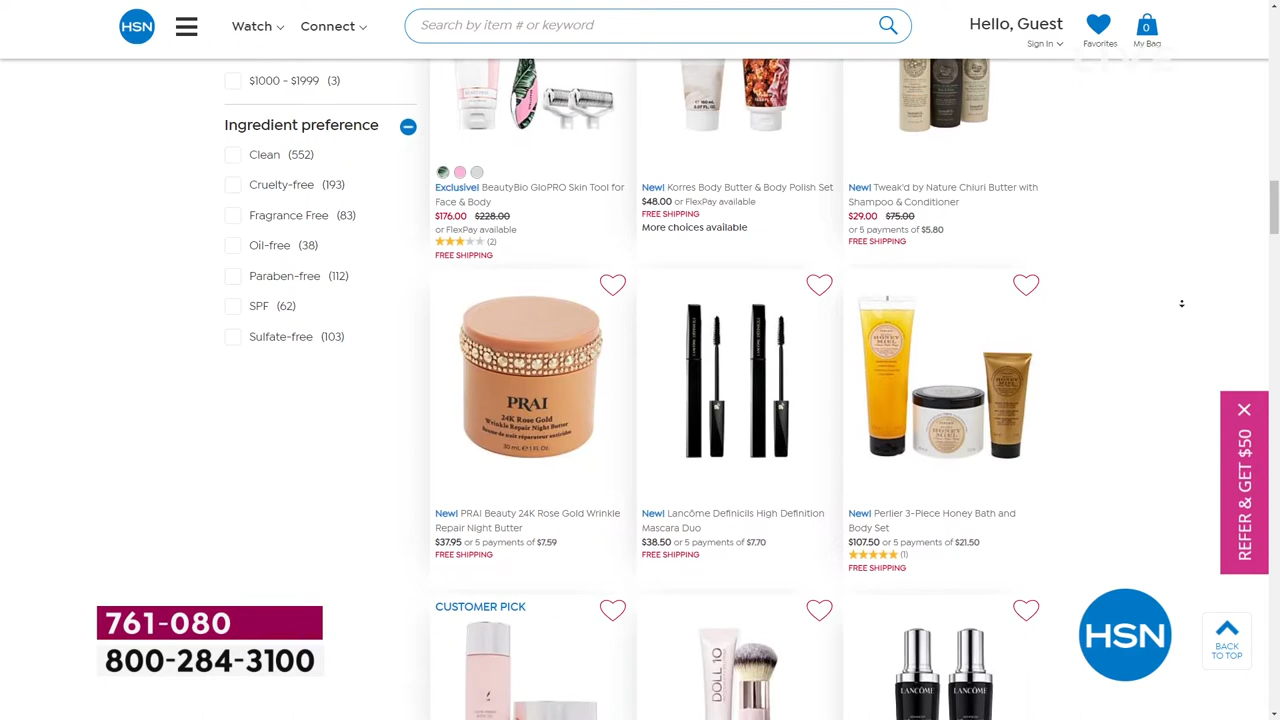 HSN
Watch
Connect
Search by item # or keyword
Hello, Guest
Sign In
Favorites
0
My Bag
$1000 - $1999 (3)
Ingredient preference
Clean (552)
Cruelty-free (193)
Fragrance Free (83)
Oil-free (38)
Paraben-free (112)
SPF (62)
Sulfate-free (103)
Exclusive! BeautyBio GloPRO Skin Tool for
Face & Body
$176.00 $228.00
or FlexPay available
(2)
FREE SHIPPING
New! Korres Body Butter & Body Polish Set
$48.00 or FlexPay available
FREE SHIPPING
More choices available
New! Tweak'd by Nature Chiuri Butter with
Shampoo & Conditioner
$29.00 $75.00
or 5 payments of $5.80
FREE SHIPPING
PRAI
24K Rose Gold
Wrinkle Repair Night Butter
30 mL e 1 Fl. Oz.
HONEY
MIEL
New! PRAI Beauty 24K Rose Gold Wrinkle
Repair Night Butter
$37.95 or 5 payments of $7.59
FREE SHIPPING
New! Lancôme Definicils High Definition
Mascara Duo
$38.50 or 5 payments of $7.70
FREE SHIPPING
New! Perlier 3-Piece Honey Bath and
Body Set
$107.50 or 5 payments of $21.50
(1)
FREE SHIPPING
REFER & GET $50
CUSTOMER PICK
DOLL 10
LANCÔME
LANCÔME
761-080
800-284-3100
HSN
BACK
TO TOP